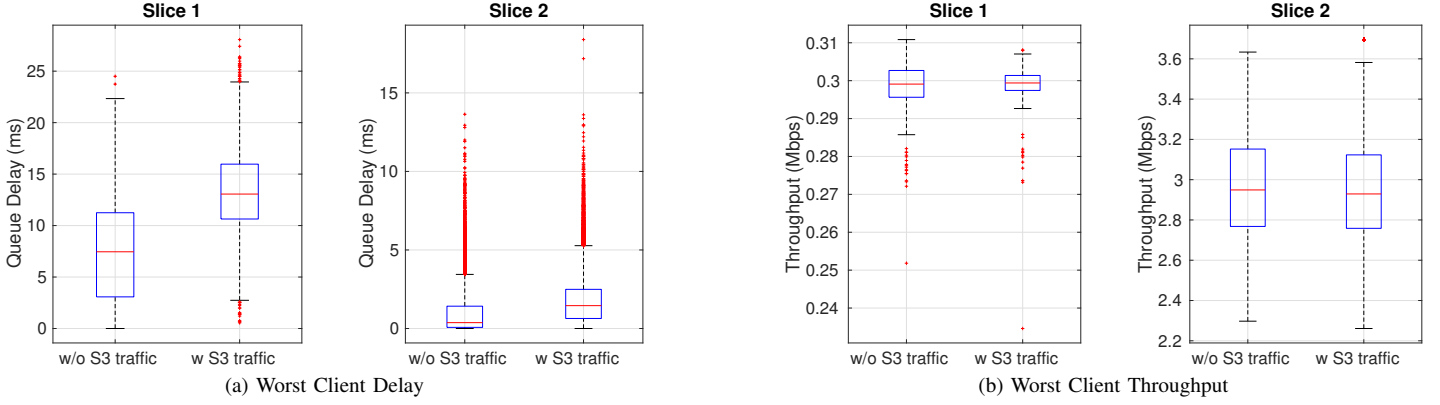 Slice 1
Queue Delay (ms)
25
20
15
10
5
0
w/o S3 traffic
w S3 traffic
Slice 2
Queue Delay (ms)
15
10
5
0
w/o S3 traffic
w S3 traffic
(a) Worst Client Delay
Slice 1
Throughput (Mbps)
0.31
0.3
0.29
0.28
0.27
0.26
0.25
0.24
w/o S3 traffic
w S3 traffic
Slice 2
Throughput (Mbps)
3.6
3.4
3.2
3
2.8
2.6
2.4
2.2
w/o S3 traffic
w S3 traffic
(b) Worst Client Throughput